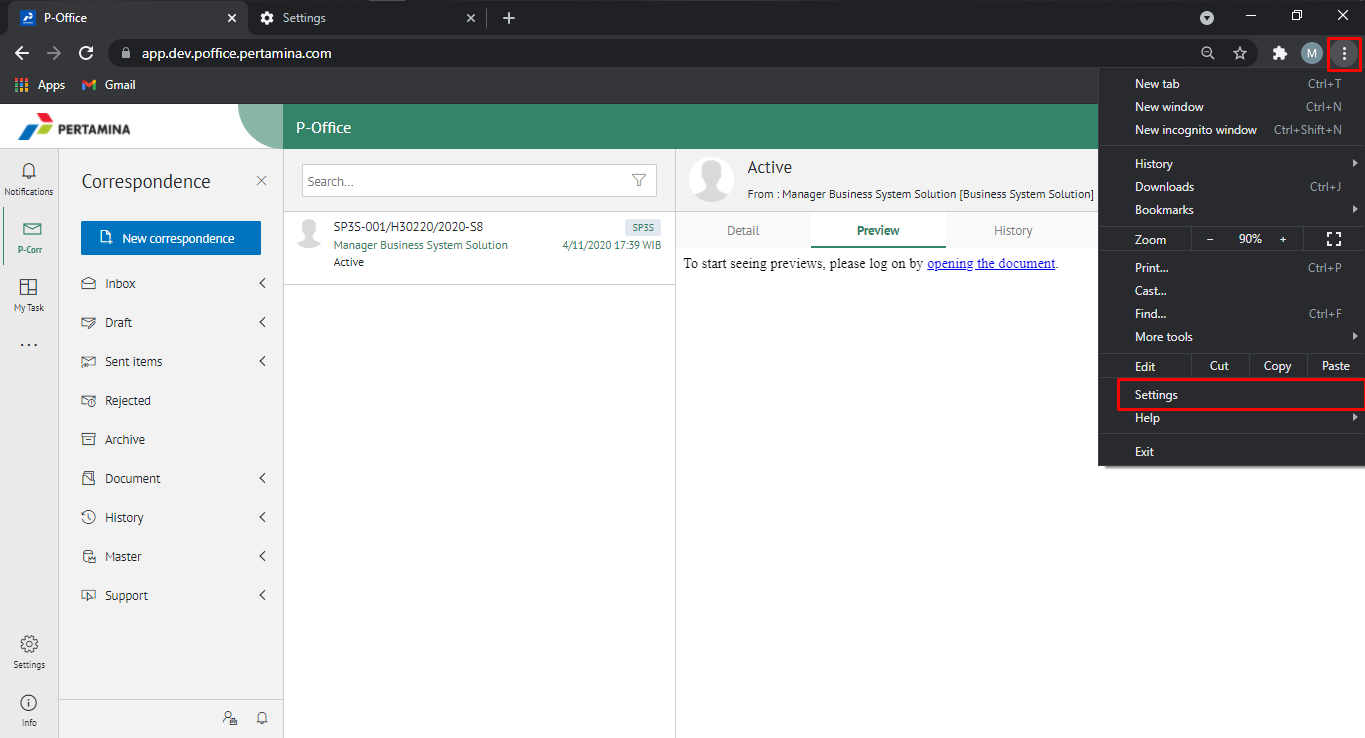 P-Office
Settings
app.dev.poffice.pertamina.com
M
Apps
Gmail
PERTAMINA
P-Office
Notifications
P-Corr
My Task
...
Settings
Info
Correspondence
New correspondence
Inbox
Draft
Sent items
Rejected
Archive
Document
History
Master
Support
Search...
SP3S-001/H30220/2020-S8
SP3S
Manager Business System Solution
4/11/2020 17:39 WIB
Active
Active
From : Manager Business System Solution [Business System Solution]
Detail
Preview
History
To start seeing previews, please log on by opening the document.
New tab Ctrl+T
New window Ctrl+N
New incognito window Ctrl+Shift+N
History
Downloads Ctrl+J
Bookmarks
Zoom - 90% +
Print... Ctrl+P
Cast...
Find... Ctrl+F
More tools
Edit Cut Copy Paste
Settings
Help
Exit